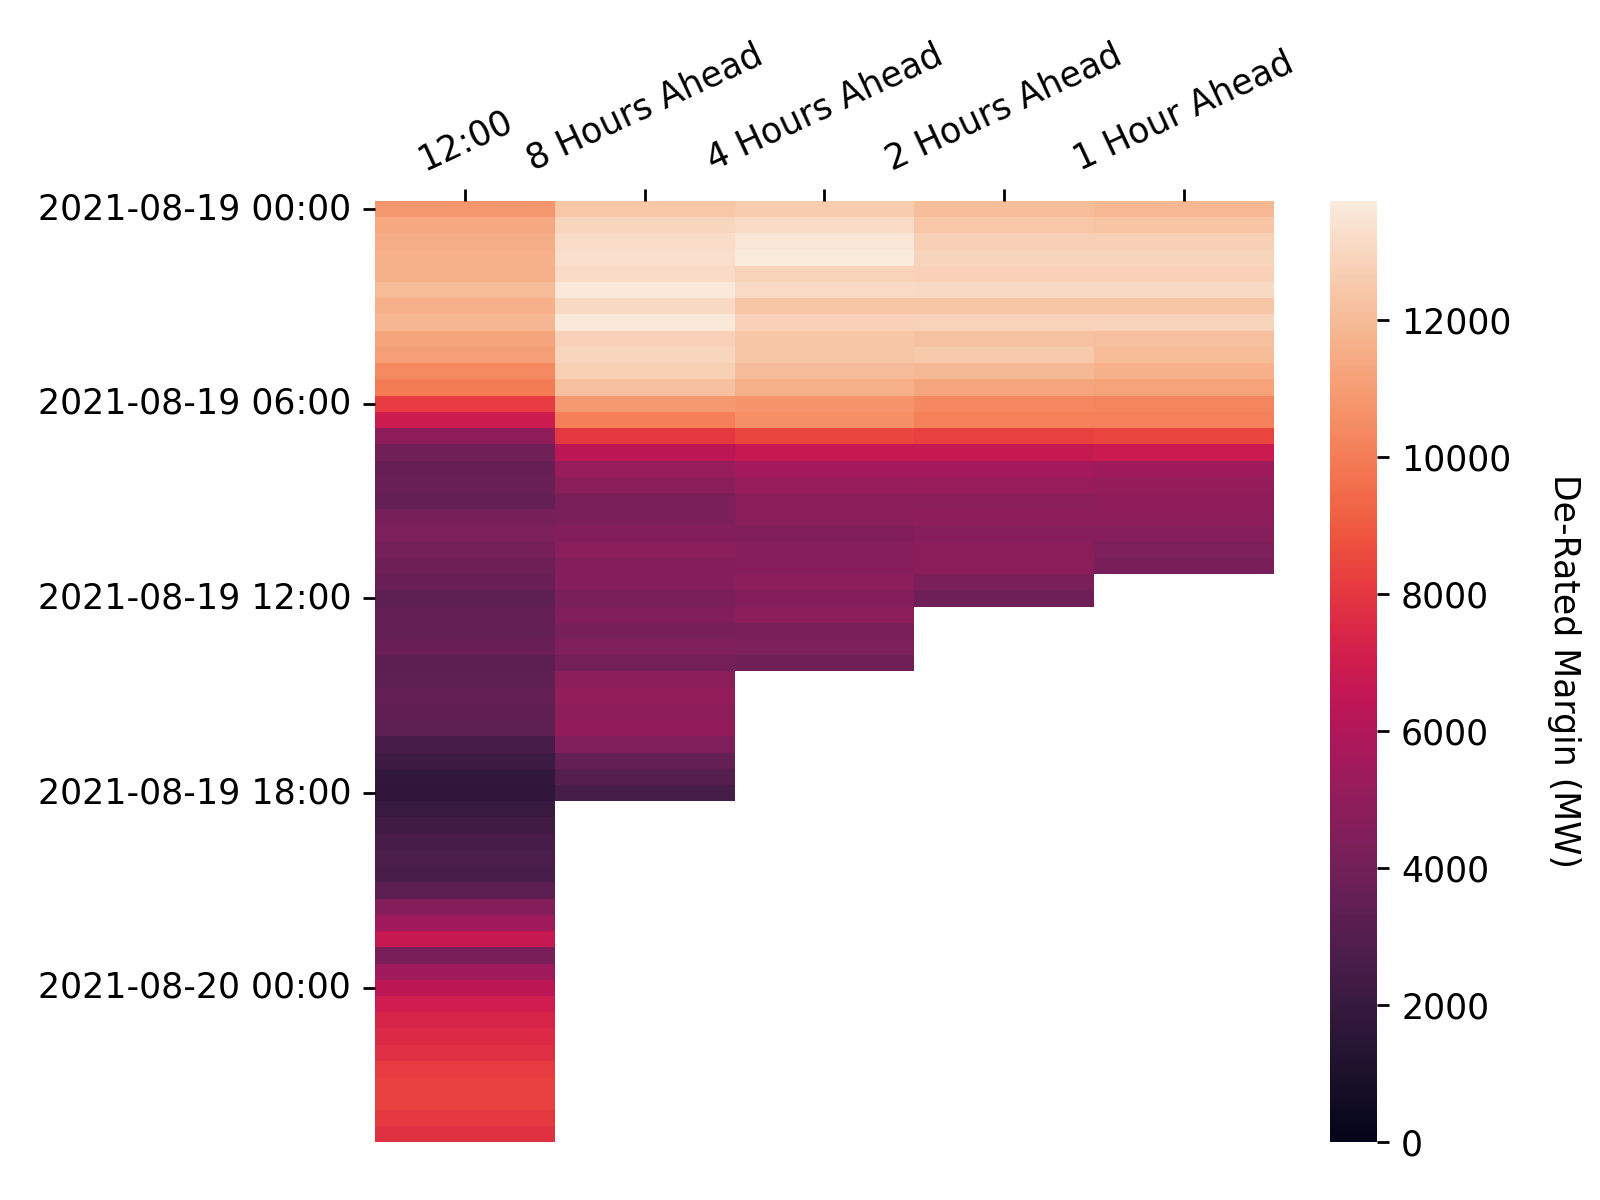 12:00
8 Hours Ahead
4 Hours Ahead
2 Hours Ahead
1 Hour Ahead
2021-08-19 00:00
2021-08-19 06:00
2021-08-19 12:00
2021-08-19 18:00
2021-08-20 00:00
12000
10000
8000
6000
4000
2000
0
De-Rated Margin (MW)